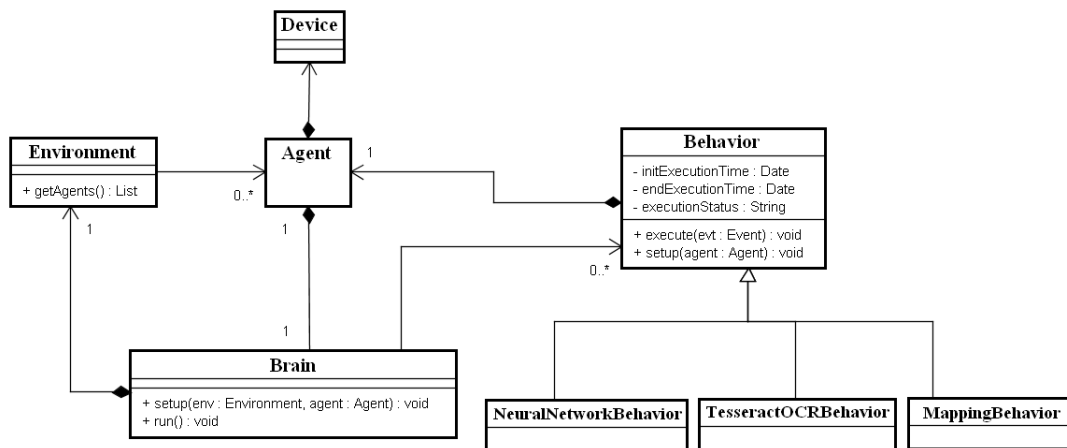 Device
Environment
+ getAgents() : List
Agent
Behavior
- initExecutionTime : Date
- endExecutionTime : Date
- executionStatus : String
+ execute(evt : Event) : void
+ setup(agent : Agent) : void
1
0..*
1
1
0..*
1
Brain
+ setup(env : Environment, agent : Agent) : void
+ run() : void
NeuralNetworkBehavior
TesseractOCRBehavior
MappingBehavior